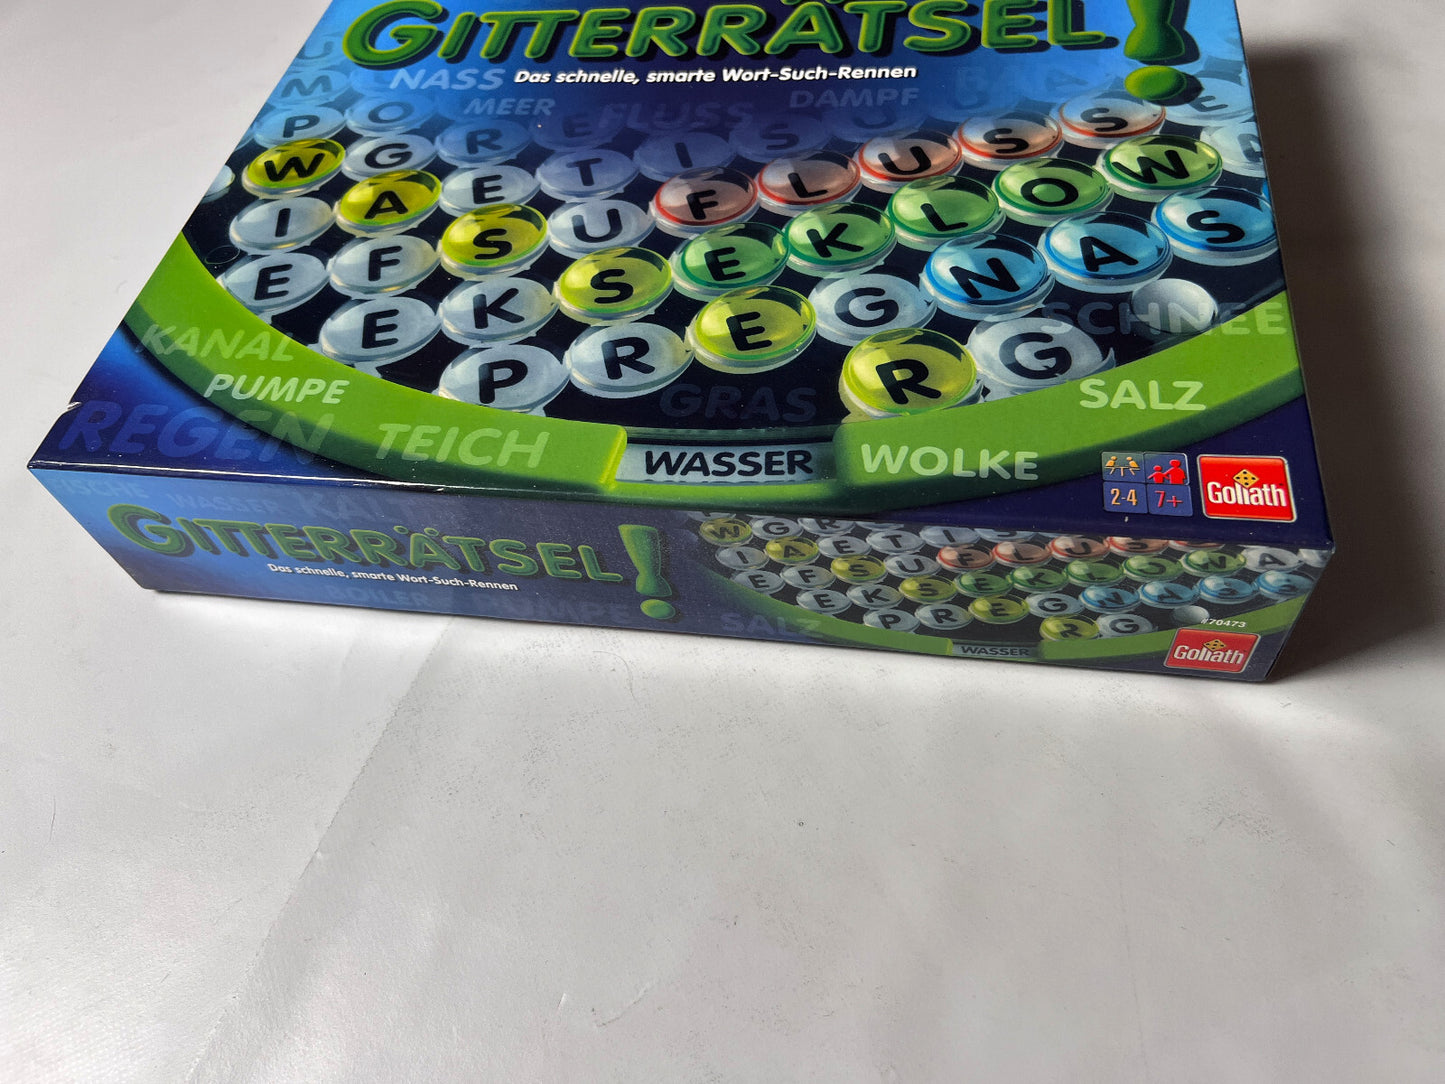 GITTERRÄTSEL!
Das schnelle, smarte Wort-Such-Rennen
NASS
MEER FLUSS DAMPF
M O
P O R E
W G E T I S U
A E U F L U S S
I F S S E K L O W
E E K E G N A S
P R R G
SCHNEE
KANAL
PUMPE GRAS SALZ
REGEN TEICH WASSER WOLKE
2-4 7+ Goliath
WASSER
GITTERRÄTSEL!
Das schnelle, smarte Wort-Such-Rennen
BOILER PUMPE SALZ
W G R
A E T I
I F S U F L U S
E E K S E K L O W A
P R E G N A S S
R G
WASSER
#70473
Goliath